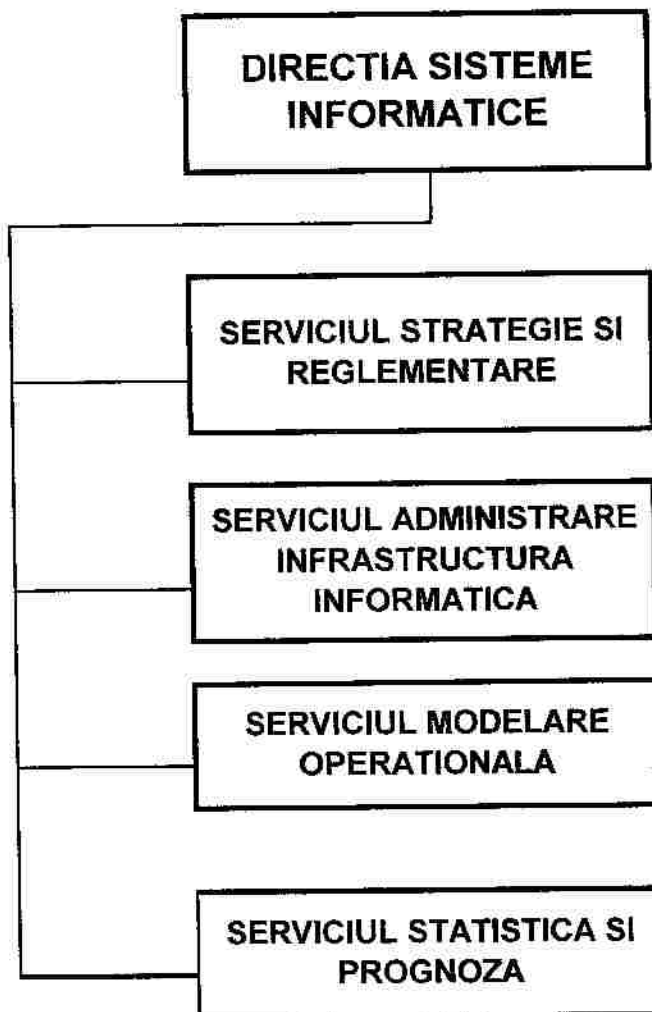 DIRECTIA SISTEME
INFORMATICE
SERVICIUL STRATEGIE SI
REGLEMENTARE
SERVICIUL ADMINISTRARE
INFRASTRUCTURA
INFORMATICA
SERVICIUL MODELARE
OPERATIONALA
SERVICIUL STATISTICA SI
PROGNOZA